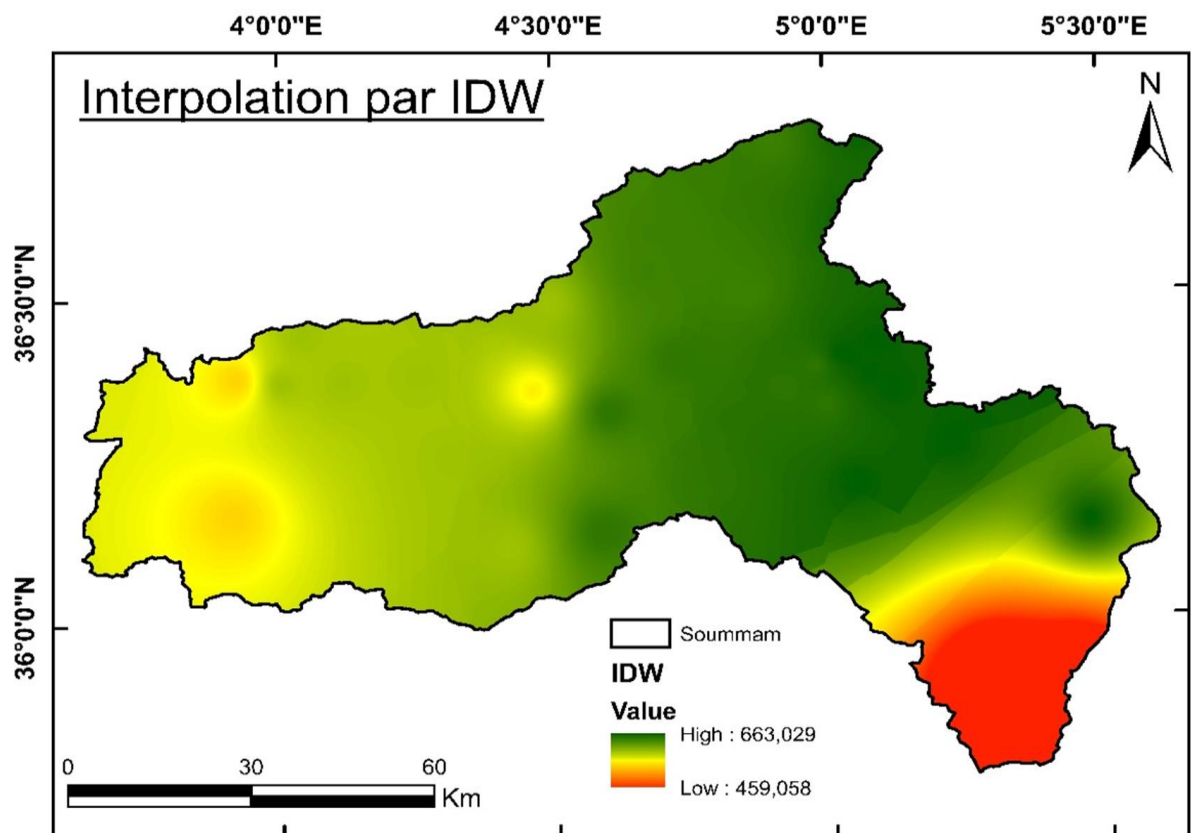 4°0'0"E 4°30'0"E 5°0'0"E 5°30'0"E
Interpolation par IDW
N
36°30'0"N
36°0'0"N
Soummam
IDW
Value
High : 663,029
Low : 459,058
0 30 60
Km